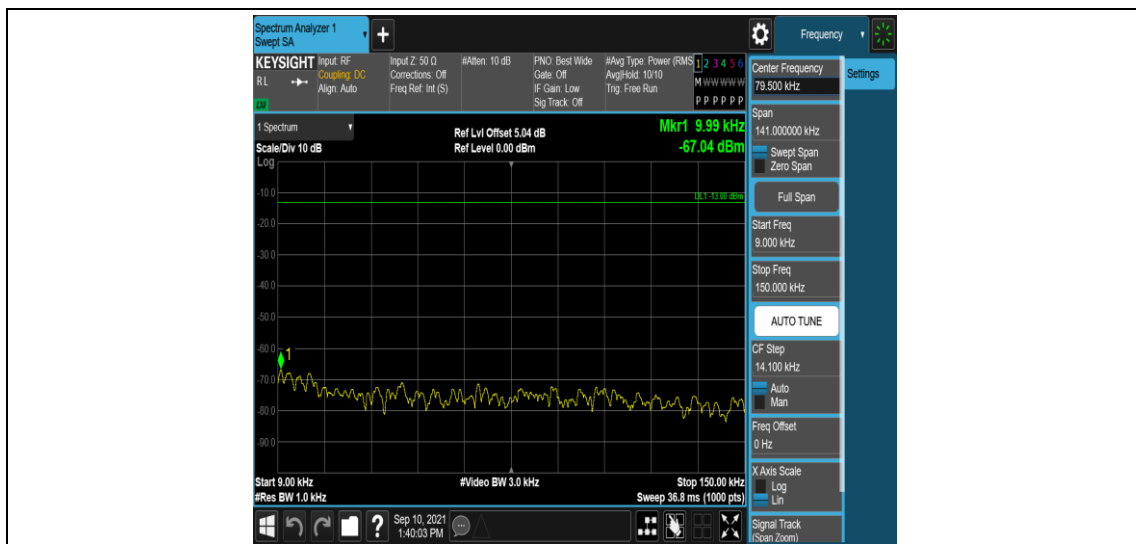 Spectrum Analyzer 1
Swept SA
Frequency
KEYSIGHT
RL
LXI
Input: RF
Coupling: DC
Align: Auto
Input Z: 50 Ω
Corrections: Off
Freq Ref: Int (S)
#Atten: 10 dB
PNO: Best Wide
Gate: Off
IF Gain: Low
Sig Track: Off
#Avg Type: Power (RMS
Avg|Hold: 10/10
Trig: Free Run
1 2 3 4 5 6
M W W W W W
P P P P P P
1 Spectrum
Scale/Div 10 dB
Ref Lvl Offset 5.04 dB
Ref Level 0.00 dBm
Mkr1 9.99 kHz
-67.04 dBm
Log
DL1 -13.00 dBm
-10.0
-20.0
-30.0
-40.0
-50.0
-60.0
1
-70.0
-80.0
-90.0
Start 9.00 kHz
#Video BW 3.0 kHz
Stop 150.00 kHz
#Res BW 1.0 kHz
Sweep 36.8 ms (1000 pts)
Sep 10, 2021
1:40:03 PM
Center Frequency
79.500 kHz
Settings
Span
141.000000 kHz
Swept Span
Zero Span
Full Span
Start Freq
9.000 kHz
Stop Freq
150.000 kHz
AUTO TUNE
CF Step
14.100 kHz
Auto
Man
Freq Offset
0 Hz
X Axis Scale
Log
Lin
Signal Track
(Span Zoom)